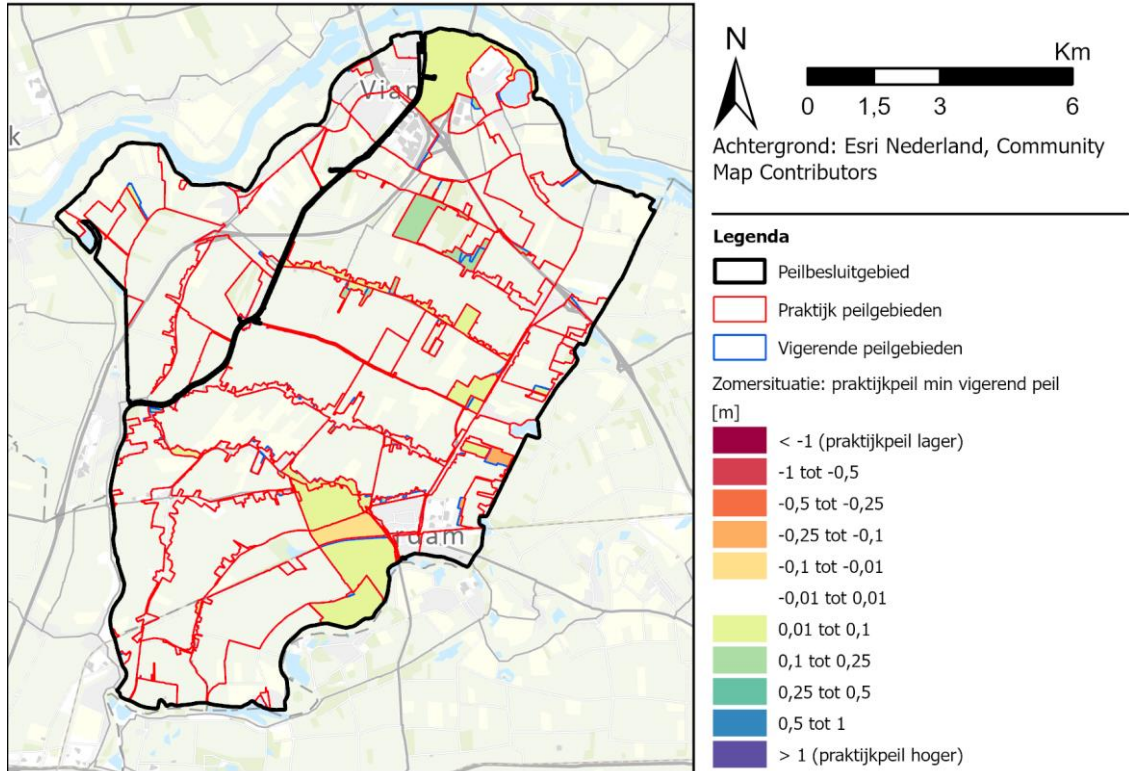 Vian
k
rdam
N
Km
0 1,5 3 6
Achtergrond: Esri Nederland, Community
Map Contributors
Legenda
Peilbesluitgebied
Praktijk peilgebieden
Vigerende peilgebieden
Zomersituatie: praktijkpeil min vigerend peil
[m]
< -1 (praktijkpeil lager)
-1 tot -0,5
-0,5 tot -0,25
-0,25 tot -0,1
-0,1 tot -0,01
-0,01 tot 0,01
0,01 tot 0,1
0,1 tot 0,25
0,25 tot 0,5
0,5 tot 1
> 1 (praktijkpeil hoger)